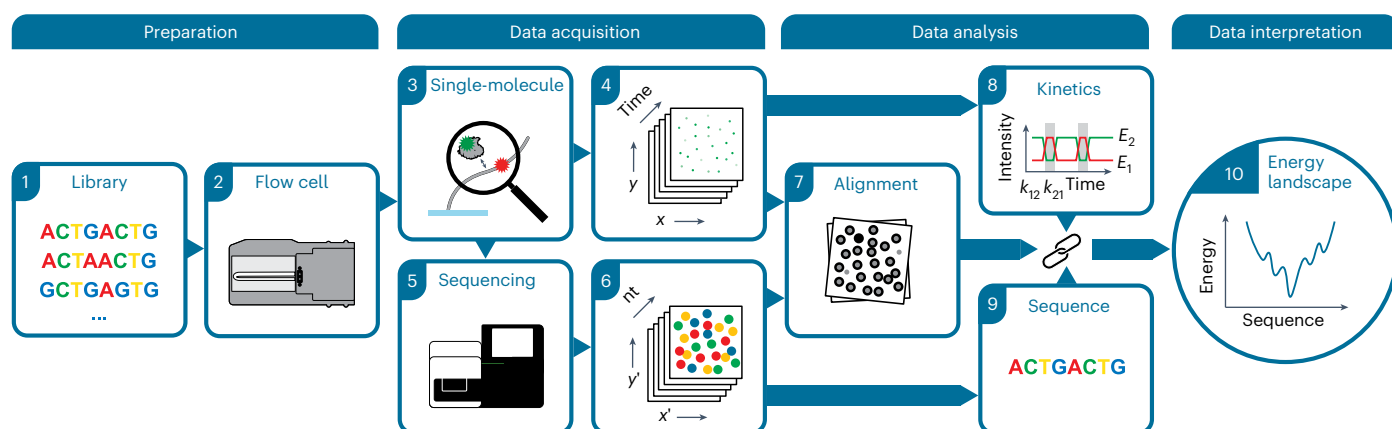 Preparation
Data acquisition
Data analysis
Data interpretation
1 Library
ACTGACTG
ACTAACTG
GCTGAGTG
...
2 Flow cell
3 Single-molecule
4
Time
y
x
5 Sequencing
6
nt
y'
x'
7 Alignment
8 Kinetics
Intensity
E2
E1
k12 k21 Time
9 Sequence
ACTGACTG
10 Energy
landscape
Energy
Sequence